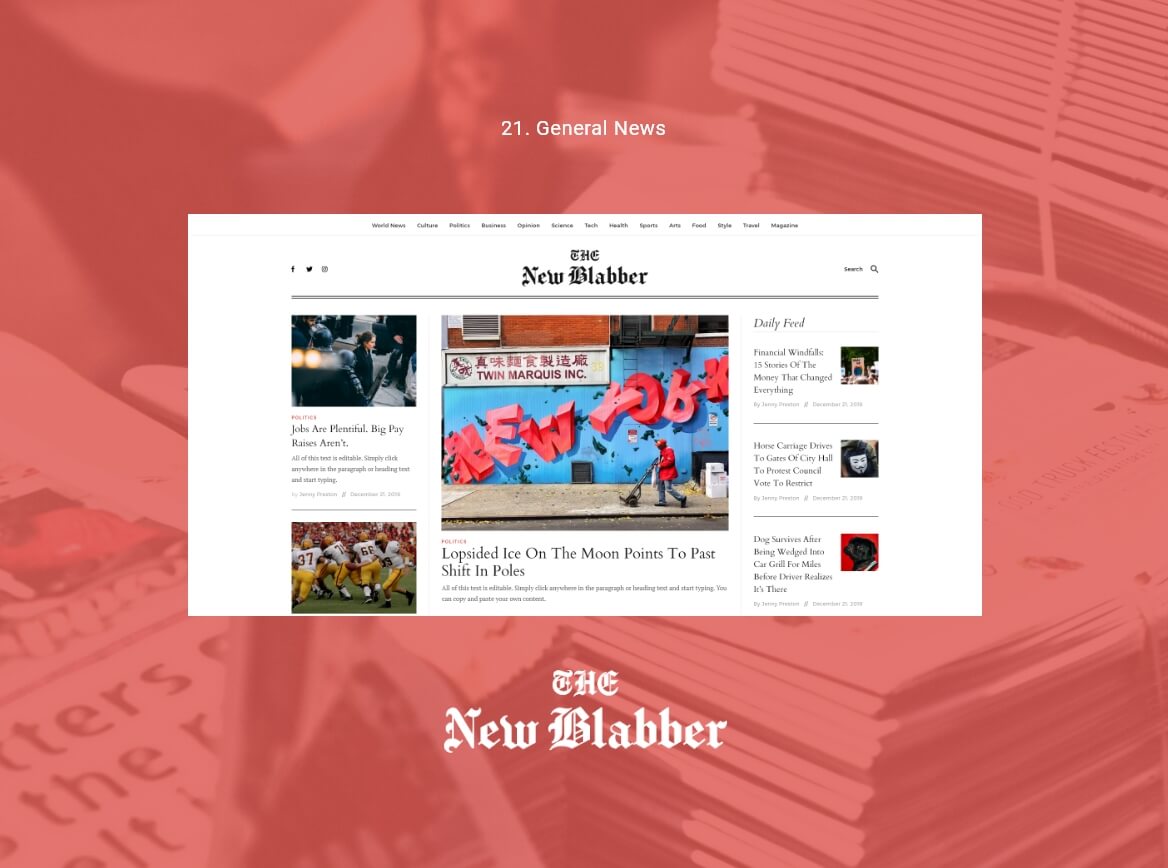 21. General News
World News Culture Politics Business Opinion Science Tech Health Sports Arts Food Style Travel Magazine
THE
New Blabber
Search
POLITICS
Jobs Are Plentiful. Big Pay
Raises Aren't.
All of this text is editable. Simply click
anywhere in the paragraph or heading text
and start typing.
by Jenny Preston // December 21, 2019
37
71
66
真味麵食製造廠
TWIN MARQUIS INC.
NEW YORK
POLITICS
Lopsided Ice On The Moon Points To Past
Shift In Poles
All of this text is editable. Simply click anywhere in the paragraph or heading text and start typing. You
can copy and paste your own content.
Daily Feed
Financial Windfalls:
15 Stories Of The
Money That Changed
Everything
By Jenny Preston // December 21, 2019
Horse Carriage Drives
To Gates Of City Hall
To Protest Council
Vote To Restrict
By Jenny Preston // December 21, 2019
Dog Survives After
Being Wedged Into
Car Grill For Miles
Before Driver Realizes
It's There
By Jenny Preston // December 21, 2019
THE
New Blabber
the